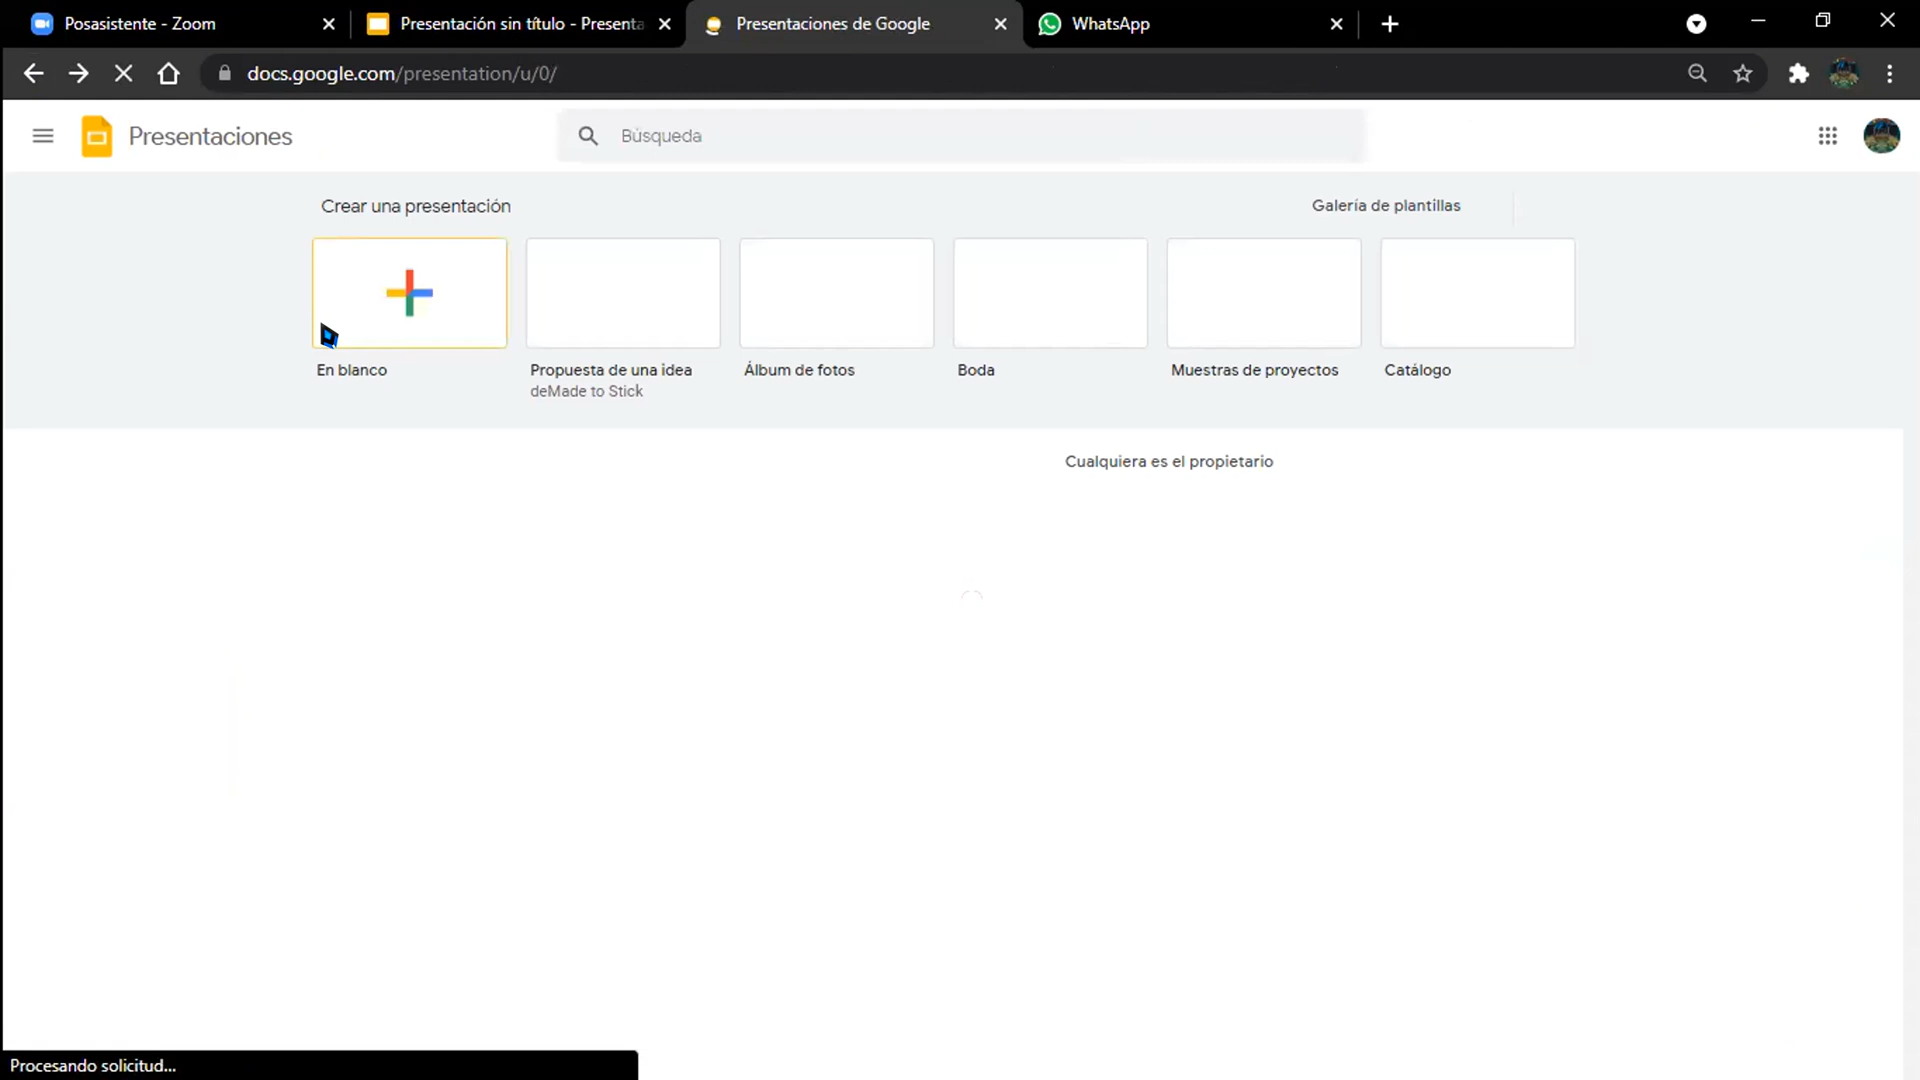 Posasistente - Zoom
Presentación sin título - Presenta
Presentaciones de Google
WhatsApp
docs.google.com/presentation/u/0/
Presentaciones
Búsqueda
Crear una presentación
Galería de plantillas
En blanco
Propuesta de una idea
deMade to Stick
Álbum de fotos
Boda
Muestras de proyectos
Catálogo
Cualquiera es el propietario
Procesando solicitud...